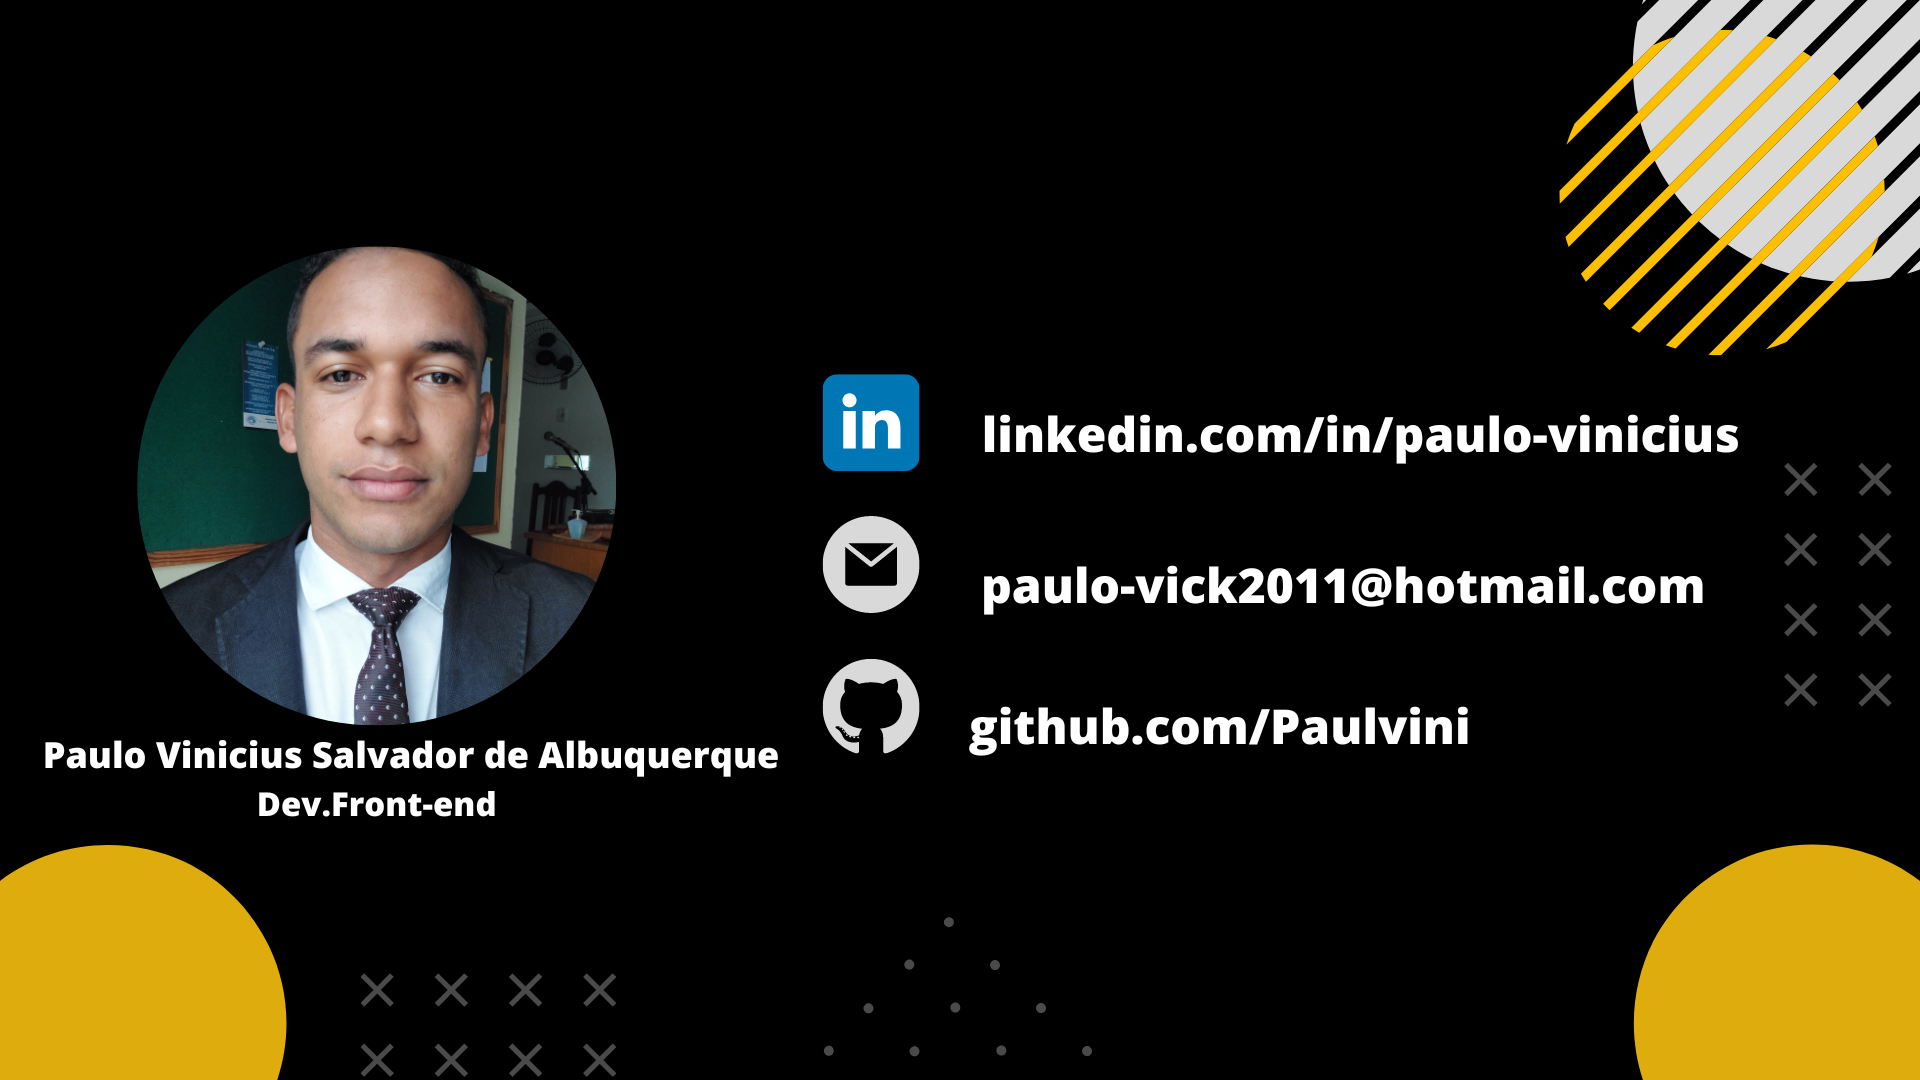 in
linkedin.com/in/paulo-vinicius
paulo-vick2011@hotmail.com
github.com/Paulvini
Paulo Vinicius Salvador de Albuquerque
Dev.Front-end